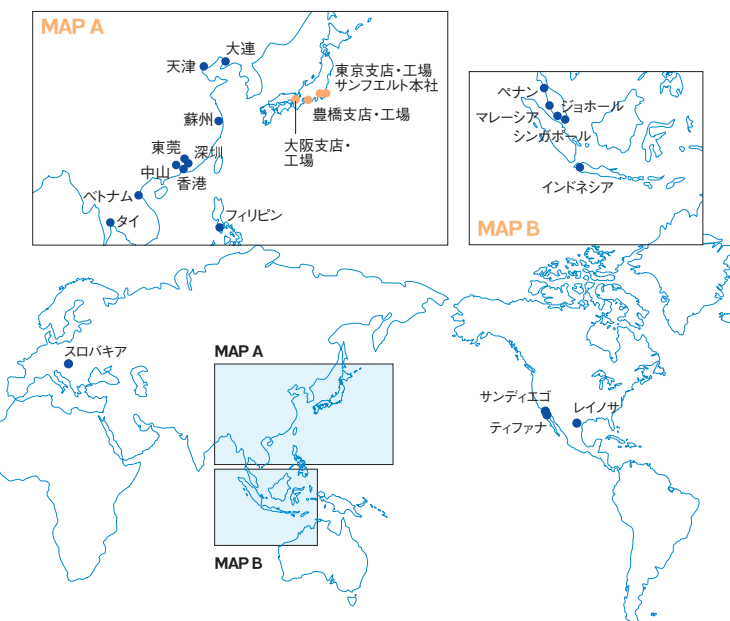 MAP A
大連
天津
東京支店・工場
サンフエルト本社
蘇州
豊橋支店・工場
大阪支店・
工場
東莞
深圳
中山
香港
ベトナム
タイ
フィリピン
ペナン
ジョホール
マレーシア
シンガポール
インドネシア
MAP B
スロバキア
MAP A
サンディエゴ
レイノサ
ティファナ
MAP B